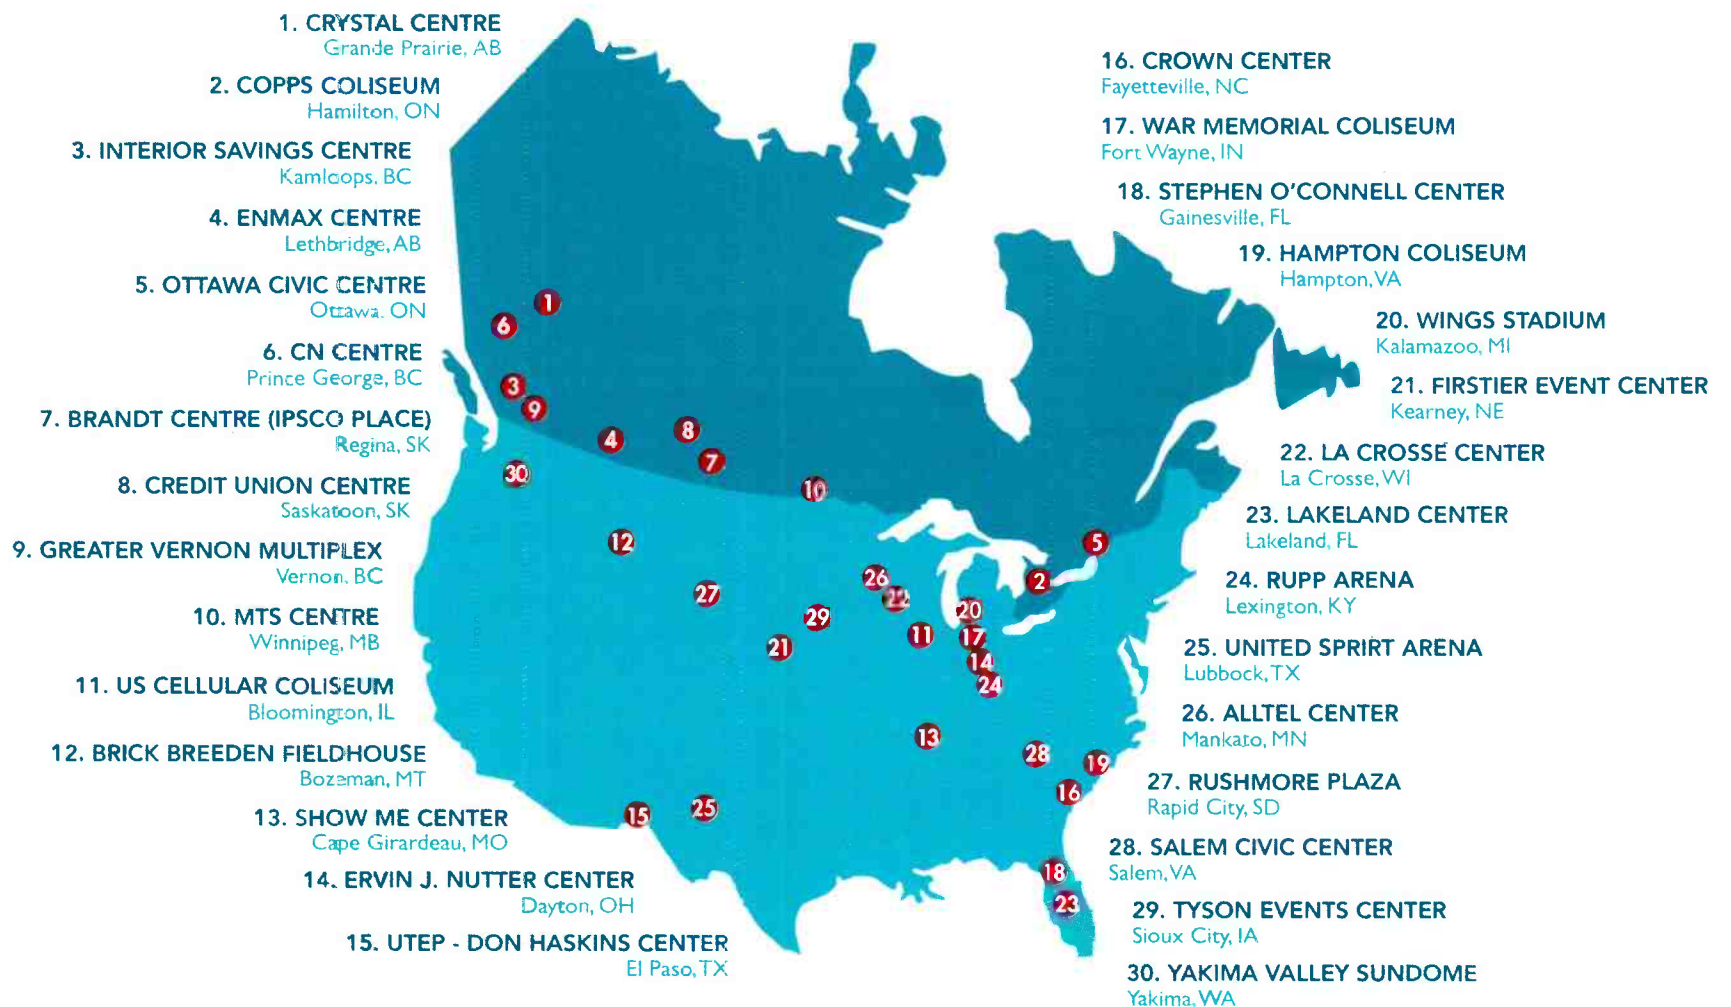 1. CRYSTAL CENTRE
Grande Prairie, AB
2. COPPS COLISEUM
Hamilton, ON
3. INTERIOR SAVINGS CENTRE
Kamloops, BC
4. ENMAX CENTRE
Lethbridge, AB
5. OTTAWA CIVIC CENTRE
Ottawa, ON
6. CN CENTRE
Prince George, BC
7. BRANDT CENTRE (IPSCO PLACE)
Regina, SK
8. CREDIT UNION CENTRE
Saskatoon, SK
9. GREATER VERNON MULTIPLEX
Vernon, BC
10. MTS CENTRE
Winnipeg, MB
11. US CELLULAR COLISEUM
Bloomington, IL
12. BRICK BREEDEN FIELDHOUSE
Bozeman, MT
13. SHOW ME CENTER
Cape Girardeau, MO
14. ERVIN J. NUTTER CENTER
Dayton, OH
15. UTEP - DON HASKINS CENTER
El Paso, TX
1
6
3
9
4
8
7
30
10
12
5
26
2
27
22
29
20
11
17
21
14
24
13
28
19
16
25
15
18
23
16. CROWN CENTER
Fayetteville, NC
17. WAR MEMORIAL COLISEUM
Fort Wayne, IN
18. STEPHEN O'CONNELL CENTER
Gainesville, FL
19. HAMPTON COLISEUM
Hampton, VA
20. WINGS STADIUM
Kalamazoo, MI
21. FIRSTIER EVENT CENTER
Kearney, NE
22. LA CROSSE CENTER
La Crosse, WI
23. LAKELAND CENTER
Lakeland, FL
24. RUPP ARENA
Lexington, KY
25. UNITED SPRIRT ARENA
Lubbock, TX
26. ALLTEL CENTER
Mankato, MN
27. RUSHMORE PLAZA
Rapid City, SD
28. SALEM CIVIC CENTER
Salem, VA
29. TYSON EVENTS CENTER
Sioux City, IA
30. YAKIMA VALLEY SUNDOME
Yakima, WA